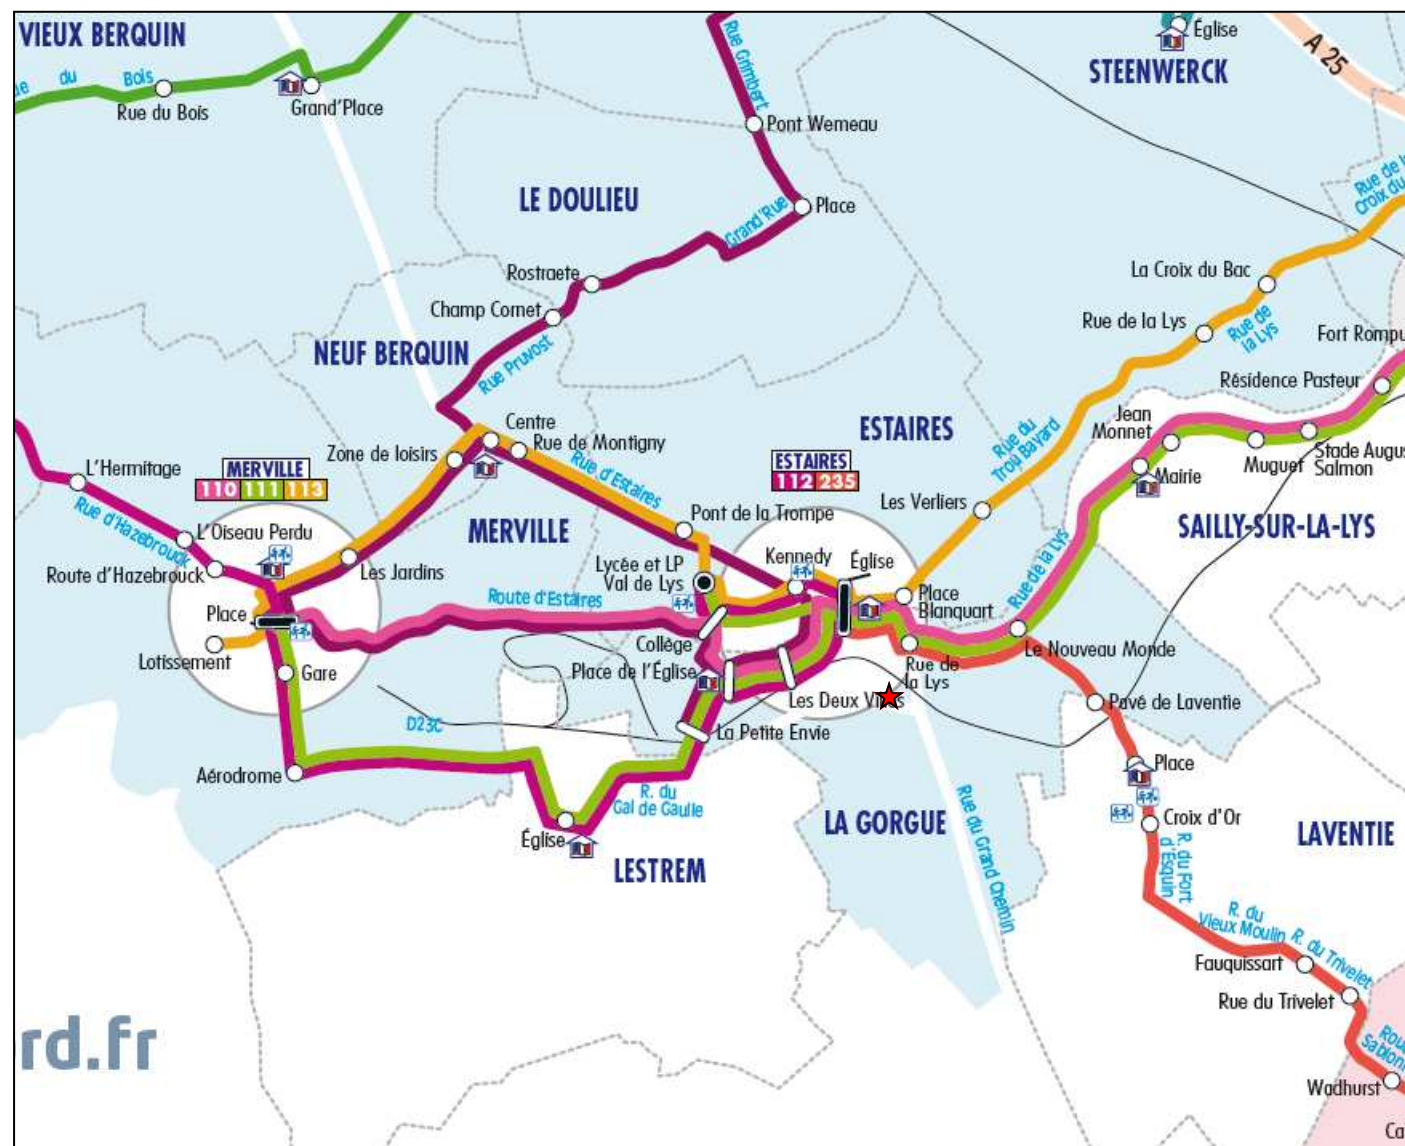 VIEUX BERQUIN
Église
A 25
STEENWERCK
du
Bois
Rue du Bois
Grand'Place
Rue Grimbert
Pont Werneau
LE DOULIEU
Grand'Rue
Place
Rostraete
Champ Cornet
Rue Pruvost
NEUF BERQUIN
La Croix du Bac
Rue de la Lys
Rue de
la Lys
Fort Rompu
Résidence Pasteur
Jean
Monnet
Muguet
Stade Augus
Salmon
Mairie
SAILLY-SUR-LA-LYS
Centre
Rue de Montigny
Zone de loisirs
Rue d'Estaires
ESTAIRES
Rue du
Trou Bayard
L'Hermitage
MERVILLE
110 111 113
ESTAIRES
112 235
Les Verliers
Rue d'Hazebrouck
L'Oiseau Perdu
MERVILLE
Pont de la Trompe
Route d'Hazebrouck
Les Jardins
Lycée et LP
Val de Lys
Kennedy
Église
Place
Blanquart
Rue de la Lys
Place
Route d'Estaires
Lotissement
Collège
Place de l'Église
Gare
Rue de
la Lys
Le Nouveau Monde
Les Deux Villes
Pavé de Laventie
D23C
La Petite Envie
Aérodrome
R. du
Gal de Gaulle
Église
LESTREM
LA GORGUE
Rue du Grand Chemin
Place
Croix d'Or
LAVENTIE
R. du Fort
d'Esquin
R. du
Vieux Moulin
R. du Trivelet
Fauquissart
Rue du Trivelet
Wadhurst
rd.fr